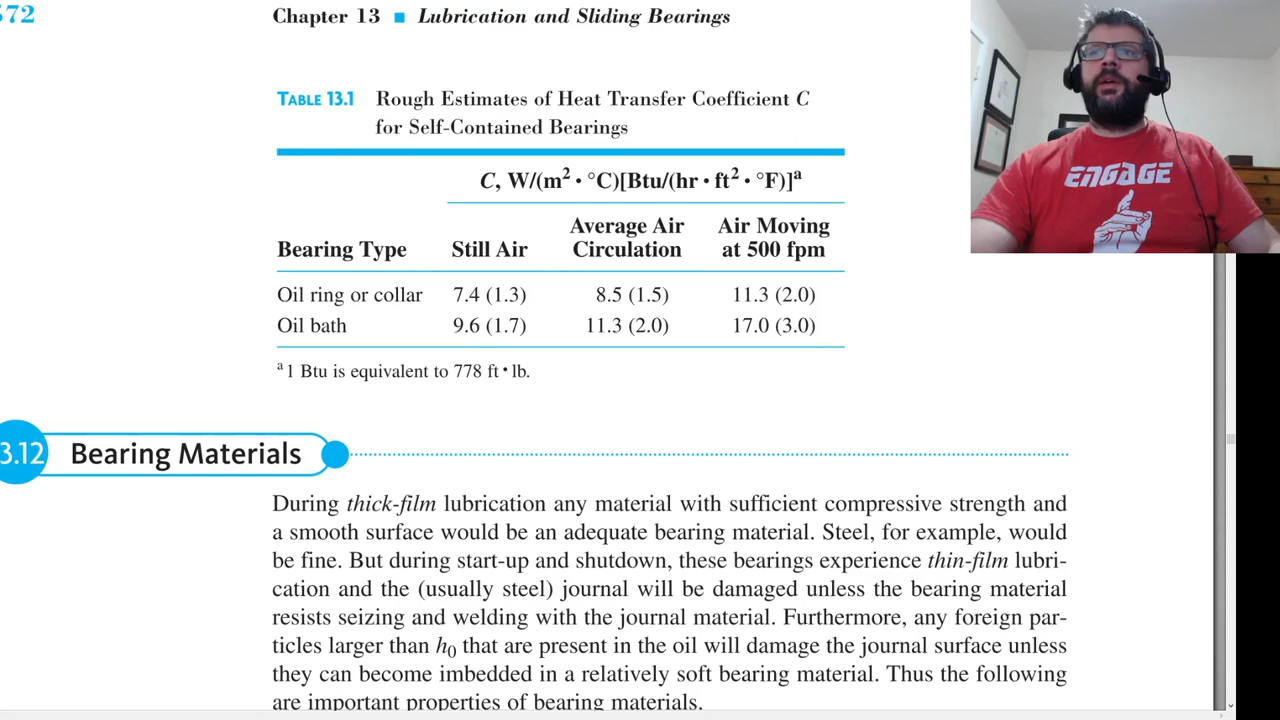 572
Chapter 13 ■ Lubrication and Sliding Bearings
TABLE 13.1 Rough Estimates of Heat Transfer Coefficient C
for Self-Contained Bearings
C, W/(m² • °C)[Btu/(hr • ft² • °F)]ᵃ
Bearing Type Still Air Average Air Circulation Air Moving at 500 fpm
Oil ring or collar 7.4 (1.3) 8.5 (1.5) 11.3 (2.0)
Oil bath 9.6 (1.7) 11.3 (2.0) 17.0 (3.0)
ᵃ 1 Btu is equivalent to 778 ft • lb.
3.12 Bearing Materials
During thick-film lubrication any material with sufficient compressive strength and
a smooth surface would be an adequate bearing material. Steel, for example, would
be fine. But during start-up and shutdown, these bearings experience thin-film lubri-
cation and the (usually steel) journal will be damaged unless the bearing material
resists seizing and welding with the journal material. Furthermore, any foreign par-
ticles larger than h₀ that are present in the oil will damage the journal surface unless
they can become imbedded in a relatively soft bearing material. Thus the following
are important properties of bearing materials.
ENGAGE